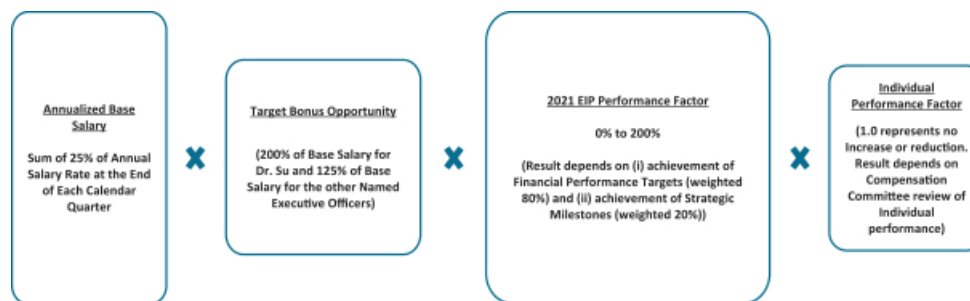 Annualized Base
Salary
Sum of 25% of Annual
Salary Rate at the End
of Each Calendar
Quarter
Target Bonus Opportunity
(200% of Base Salary for
Dr. Su and 125% of Base
Salary for the other Named
Executive Officers)
2021 EIP Performance Factor
0% to 200%
(Result depends on (i) achievement of
Financial Performance Targets (weighted
80%) and (ii) achievement of Strategic
Milestones (weighted 20%))
Individual
Performance Factor
(1.0 represents no
Increase or reduction.
Result depends on
Compensation
Committee review of
Individual
performance)